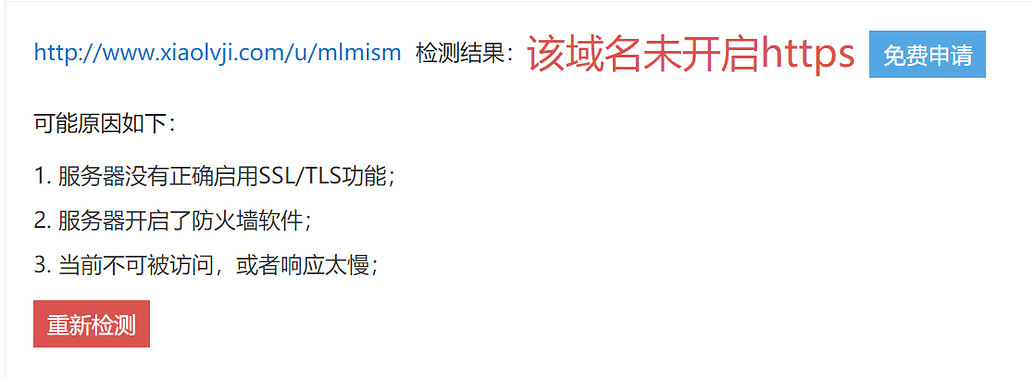 http://www.xiaolvji.com/u/mlmism 检测结果：该域名未开启https 免费申请
可能原因如下：
1. 服务器没有正确启用SSL/TLS功能；
2. 服务器开启了防火墙软件；
3. 当前不可被访问，或者响应太慢；
重新检测